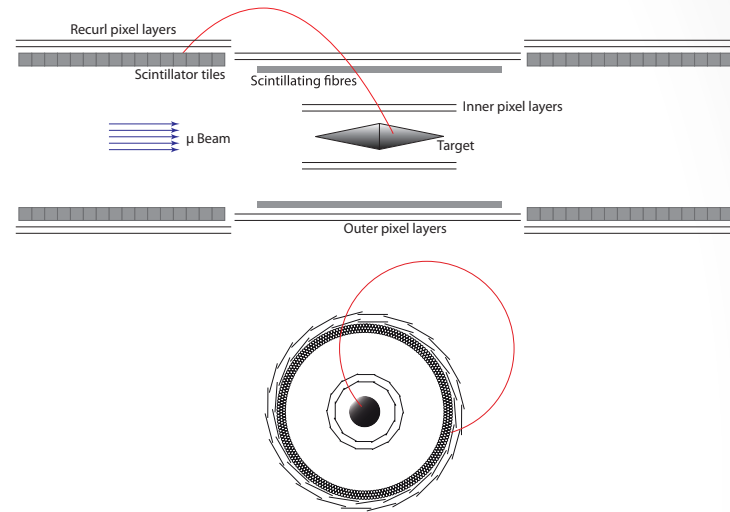 Recurl pixel layers
Scintillator tiles
Scintillating fibres
Inner pixel layers
μ Beam
Target
Outer pixel layers